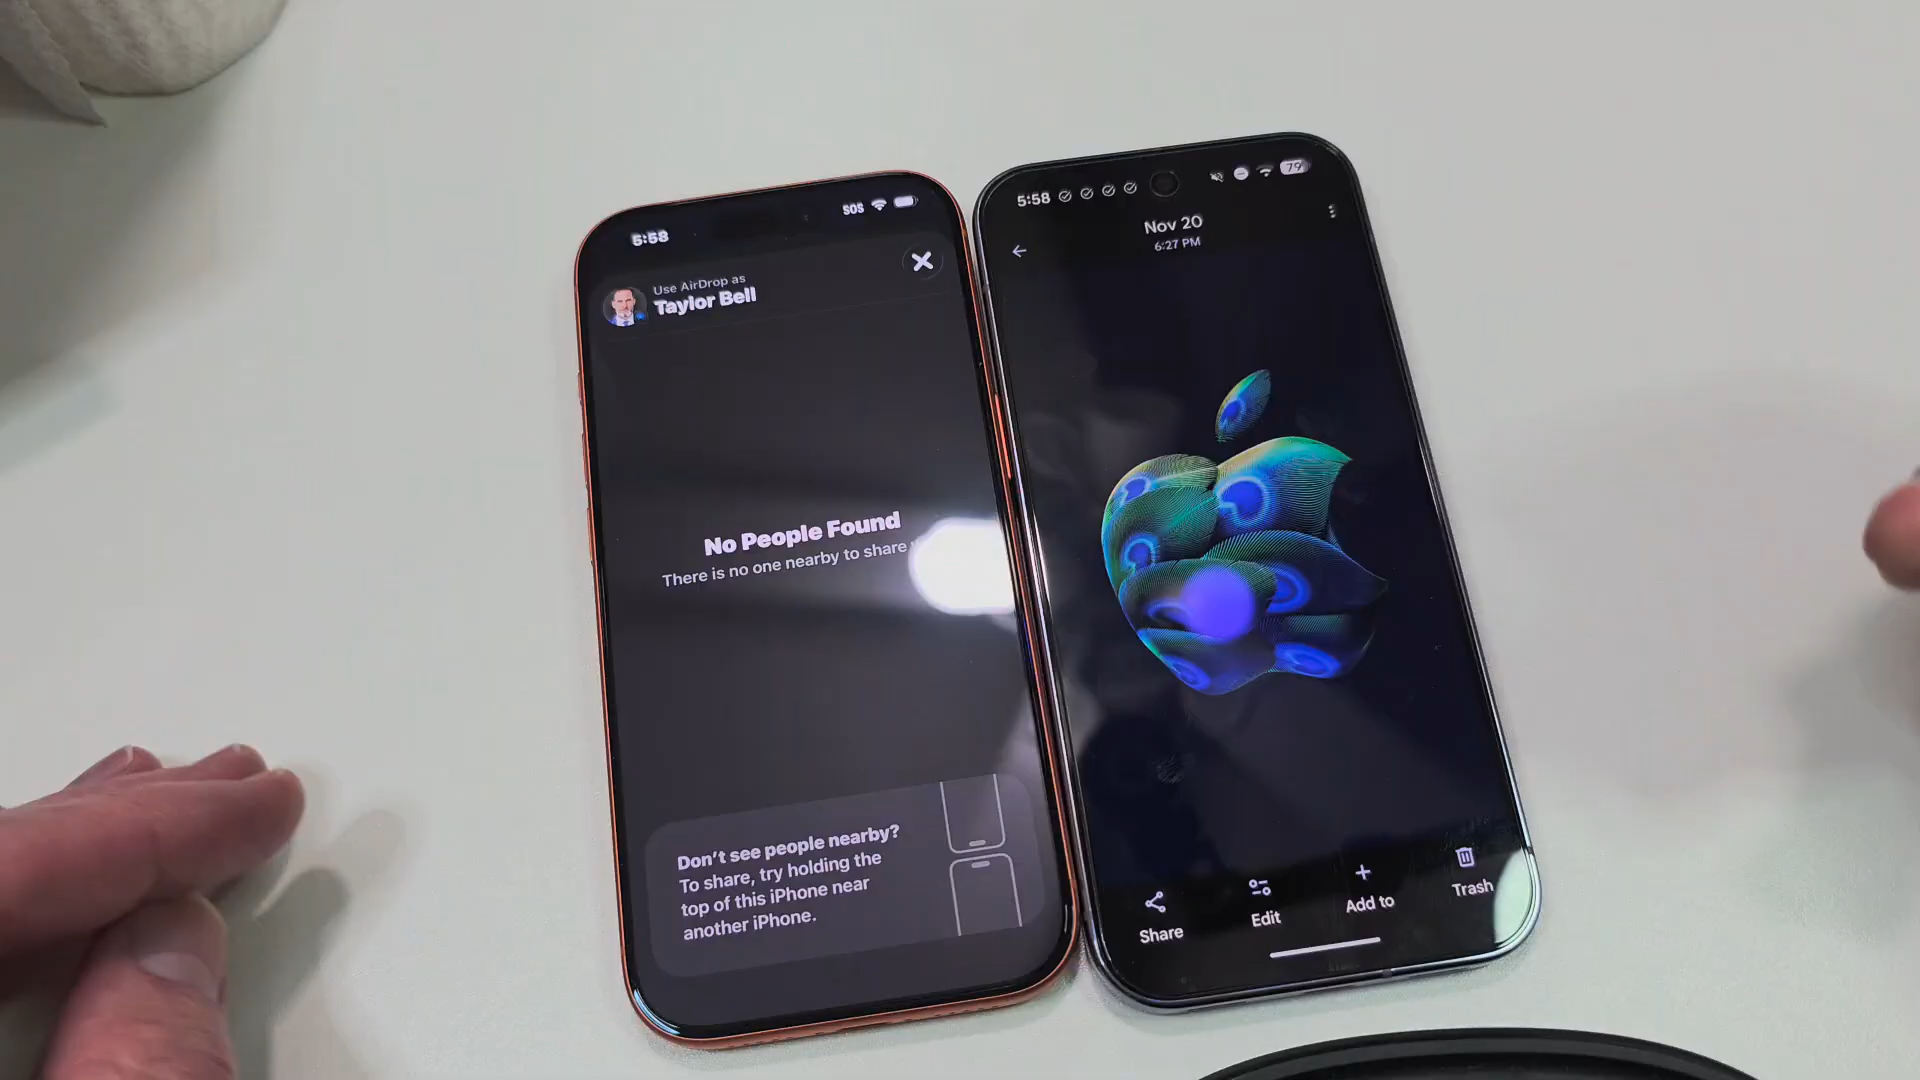 5:58
SOS
Use AirDrop as
Taylor Bell
No People Found
There is no one nearby to share
Don't see people nearby?
To share, try holding the
top of this iPhone near
another iPhone.
5:58
79
Nov 20
6:27 PM
Share
Edit
Add to
Trash